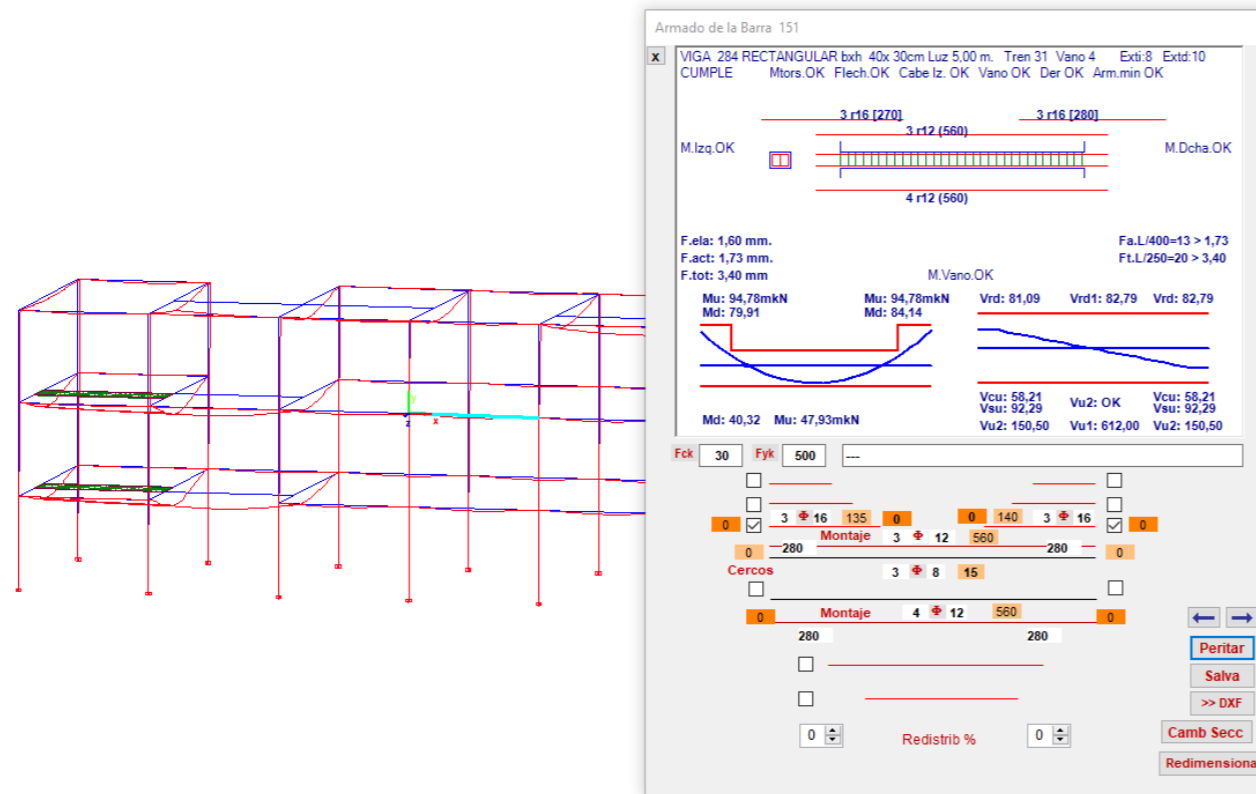 Armado de la Barra 151
x
VIGA 284 RECTANGULAR bxh 40x 30cm Luz 5,00 m. Tren 31 Vano 4 Exti:8 Extd:10
CUMPLE Mtors.OK Flech.OK Cabe Iz. OK Vano OK Der OK Arm.min OK
3 r16 [270] 3 r16 [280]
3 r12 (560)
M.Izq.OK M.Dcha.OK
4 r12 (560)
F.ela: 1,60 mm. Fa.L/400=13 > 1,73
F.act: 1,73 mm. Ft.L/250=20 > 3,40
F.tot: 3,40 mm M.Vano.OK
Mu: 94,78mkN Mu: 94,78mkN Vrd: 81,09 Vrd1: 82,79 Vrd: 82,79
Md: 79,91 Md: 84,14
Vcu: 58,21 Vcu: 58,21
Vsu: 92,29 Vu2: OK Vsu: 92,29
Md: 40,32 Mu: 47,93mkN Vu2: 150,50 Vu1: 612,00 Vu2: 150,50
Fck 30 Fyk 500 ---
0 3 Φ 16 135 0 0 140 3 Φ 16 0
Montaje 3 Φ 12 560
0 280 280 0
Cercos 3 Φ 8 15
0 Montaje 4 Φ 12 560 0
280 280
Peritar
Salva
>> DXF
0 Redistrib % 0 Camb Secc
Redimensiona
y
z x